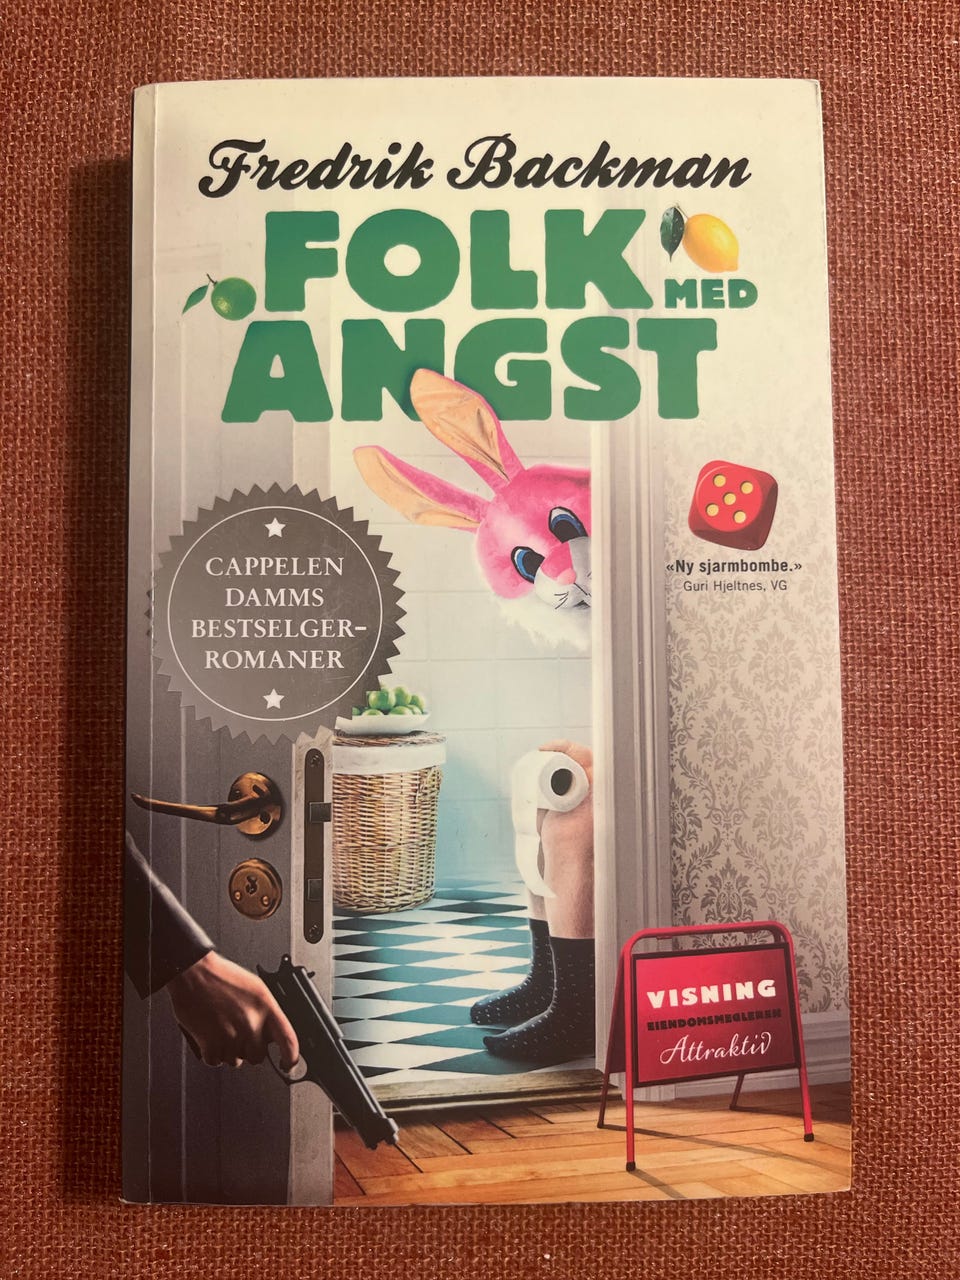 Fredrik Backman
FOLK
MED
ANGST
CAPPELEN
DAMMS
BESTSELGER-
ROMANER
«Ny sjarmbombe.»
Guri Hjeltnes, VG
VISNING
EIENDOMSMEGLEREN
Attraktiv